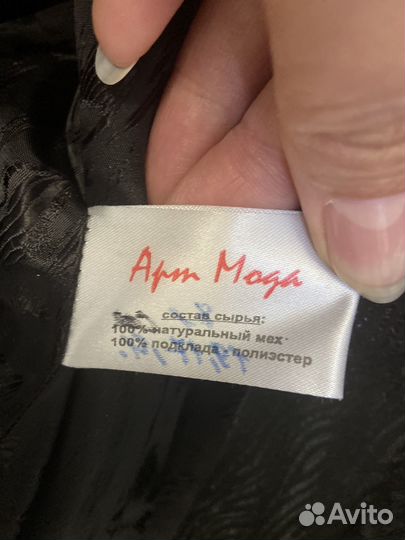 Арт Мода
состав сырья:
100% натуральный мех
100% подклада - полиэстер
Avito